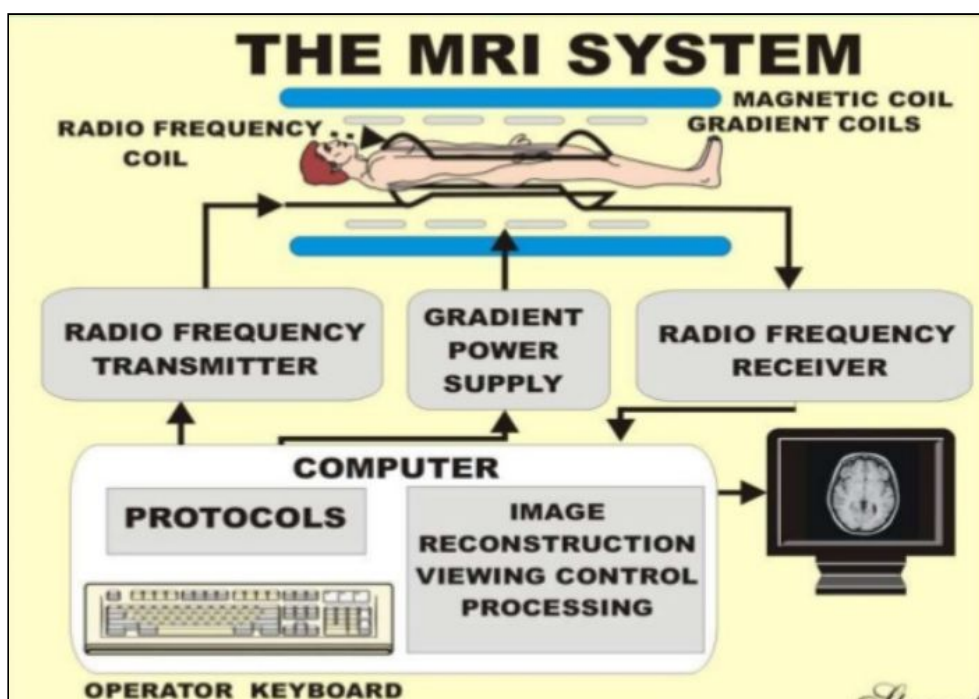 THE MRI SYSTEM
MAGNETIC COIL
GRADIENT COILS
RADIO FREQUENCY
COIL
RADIO FREQUENCY
TRANSMITTER
GRADIENT
POWER
SUPPLY
RADIO FREQUENCY
RECEIVER
COMPUTER
PROTOCOLS
IMAGE
RECONSTRUCTION
VIEWING CONTROL
PROCESSING
OPERATOR KEYBOARD